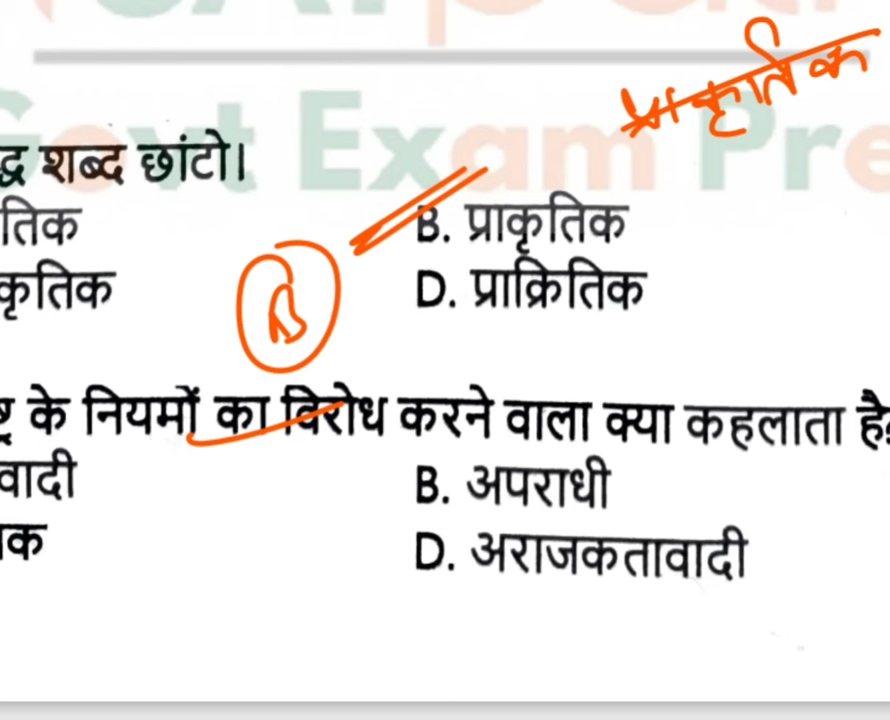 प्राकृतिक
Govt Exam Pre
द्ध शब्द छांटो।
तिक
B. प्राकृतिक
कृतिक
D. प्राक्रितिक
B
ष्ट्र के नियमों का विरोध करने वाला क्या कहलाता है
वादी
B. अपराधी
क
D. अराजकतावादी